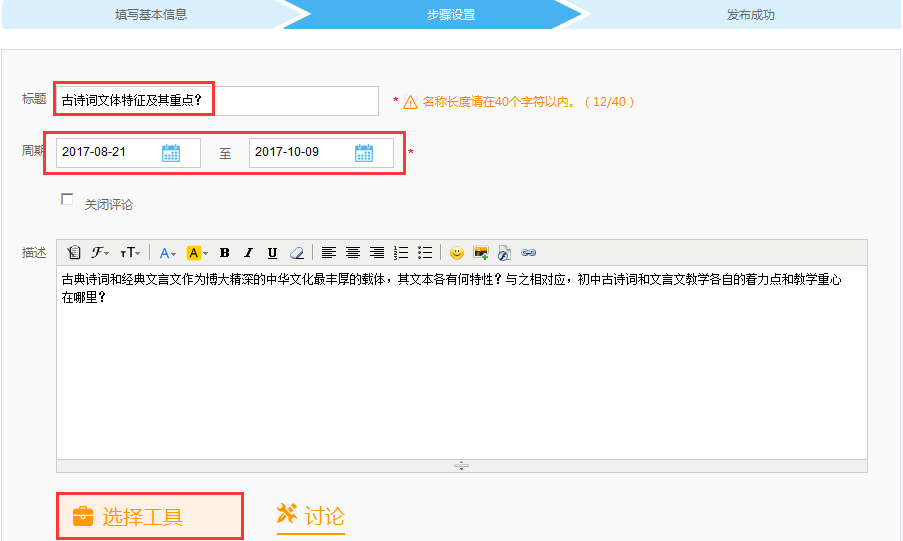 填写基本信息
步骤设置
发布成功
标题
古诗词文体特征及其重点?
* 名称长度请在40个字符以内。(12/40)
周期
2017-08-21
至
2017-10-09
*
关闭评论
描述
古典诗词和经典文言文作为博大精深的中华文化最丰厚的载体，其文本各有何特性？与之相对应，初中古诗词和文言文教学各自的着力点和教学重心
在哪里？
选择工具
讨论